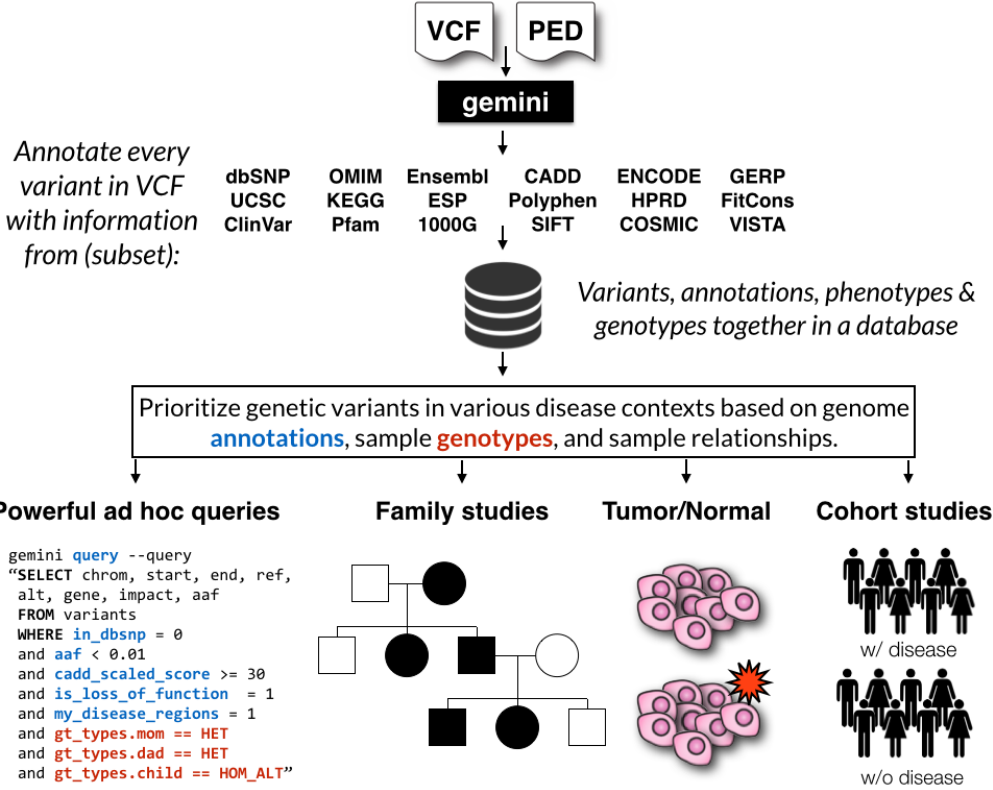 VCF PED
gemini
Annotate every
variant in VCF
with information
from (subset):
dbSNP OMIM Ensembl CADD ENCODE GERP
UCSC KEGG ESP Polyphen HPRD FitCons
ClinVar Pfam 1000G SIFT COSMIC VISTA
Variants, annotations, phenotypes &
genotypes together in a database
Prioritize genetic variants in various disease contexts based on genome
annotations, sample genotypes, and sample relationships.
Powerful ad hoc queries
gemini query --query
“SELECT chrom, start, end, ref,
alt, gene, impact, aaf
FROM variants
WHERE in_dbsnp = 0
and aaf < 0.01
and cadd_scaled_score >= 30
and is_loss_of_function = 1
and my_disease_regions = 1
and gt_types.mom == HET
and gt_types.dad == HET
and gt_types.child == HOM_ALT”
Family studies
Tumor/Normal
Cohort studies
w/ disease
w/o disease